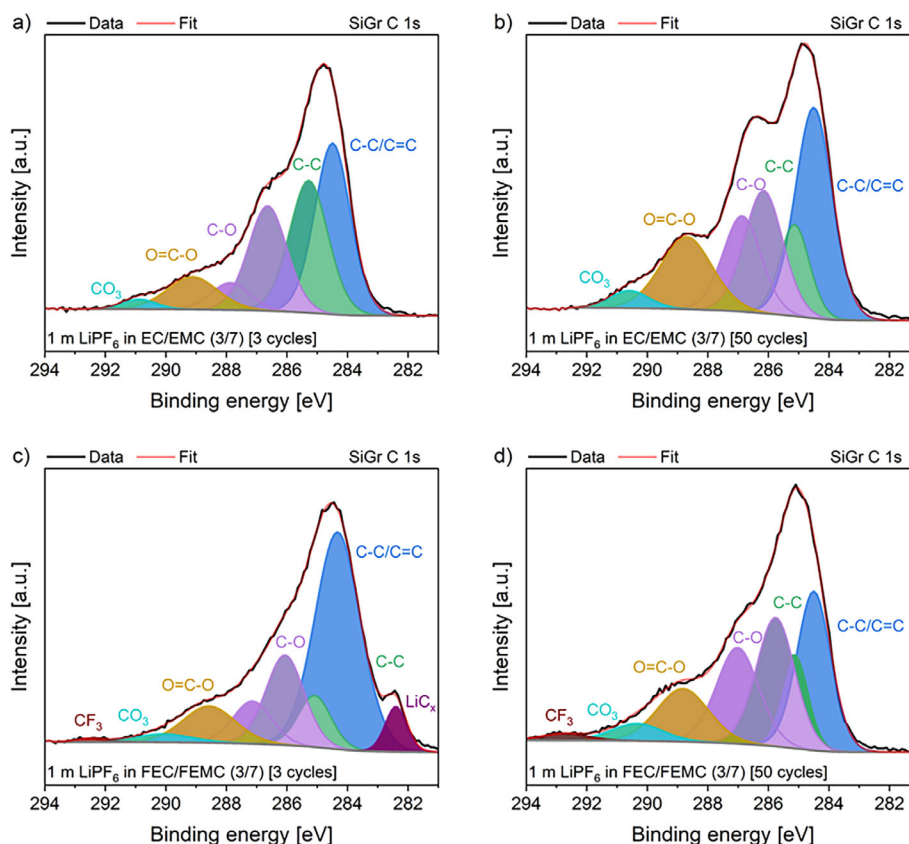 a) Data Fit SiGr C 1s
Intensity [a.u.]
C-C/C=C
C-C
C-O
O=C-O
CO₃
1 m LiPF₆ in EC/EMC (3/7) [3 cycles]
294 292 290 288 286 284 282
Binding energy [eV]
b) Data Fit SiGr C 1s
Intensity [a.u.]
C-C
C-O
C-C/C=C
O=C-O
CO₃
1 m LiPF₆ in EC/EMC (3/7) [50 cycles]
294 292 290 288 286 284 282
Binding energy [eV]
c) Data Fit SiGr C 1s
Intensity [a.u.]
C-C/C=C
C-O
C-C
O=C-O
LiCₓ
CO₃
CF₃
1 m LiPF₆ in FEC/FEMC (3/7) [3 cycles]
294 292 290 288 286 284 282
Binding energy [eV]
d) Data Fit SiGr C 1s
Intensity [a.u.]
C-C
C-C/C=C
C-O
O=C-O
CO₃
CF₃
1 m LiPF₆ in FEC/FEMC (3/7) [50 cycles]
294 292 290 288 286 284 282
Binding energy [eV]